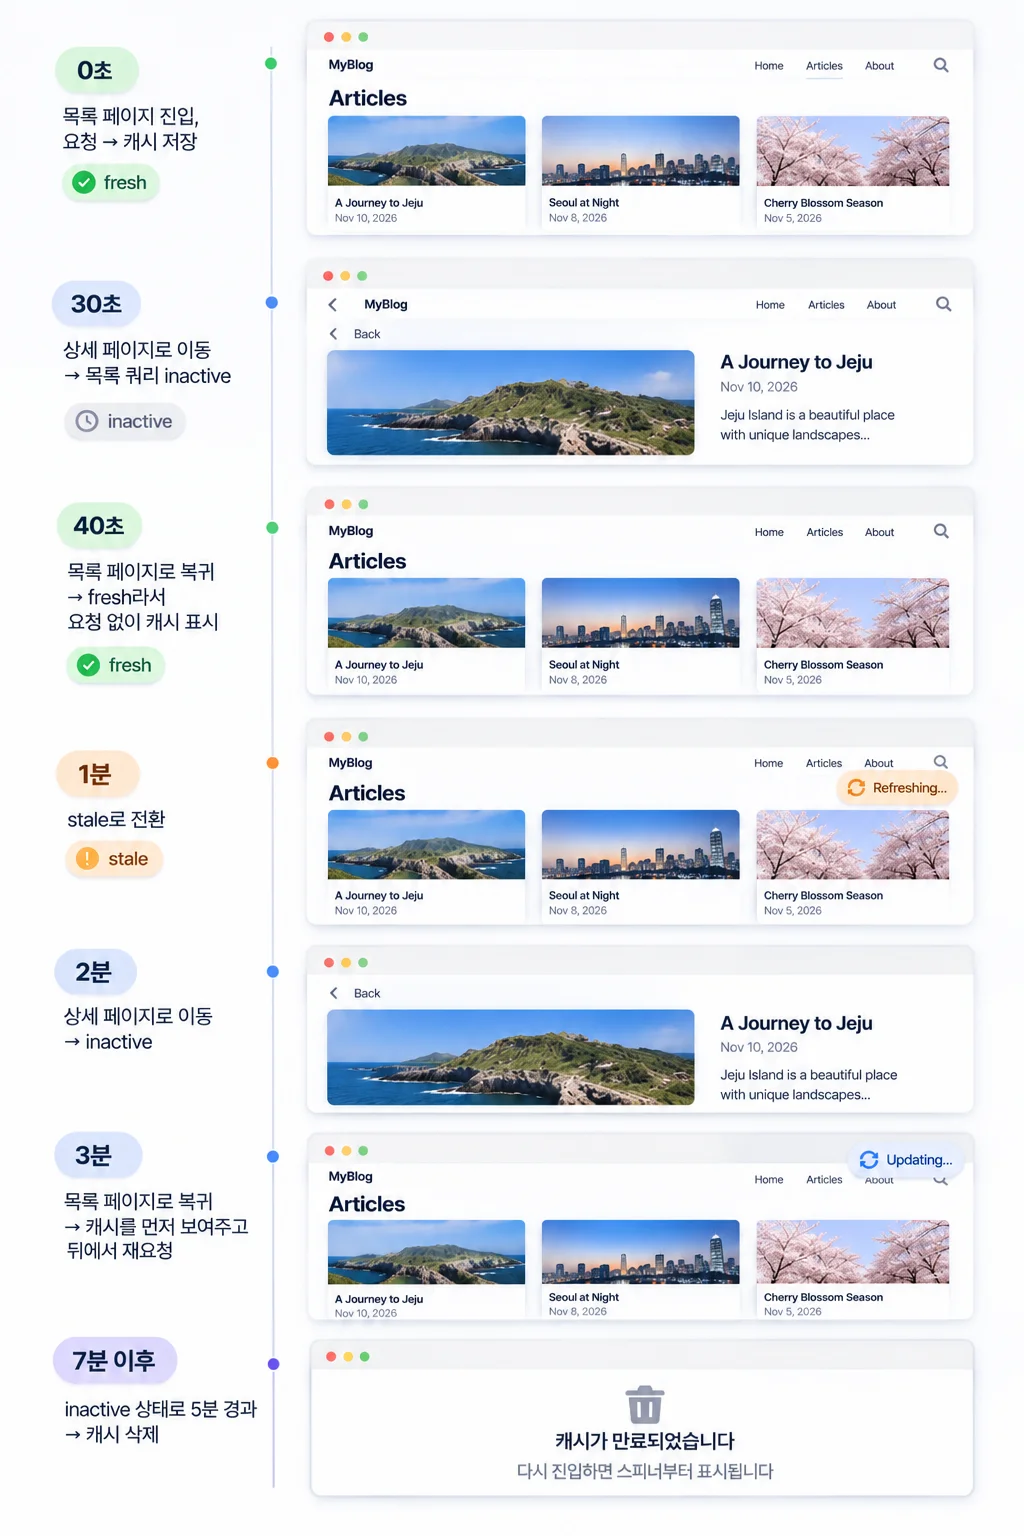 0초
목록 페이지 진입,
요청 → 캐시 저장
fresh
MyBlog
Home Articles About
Articles
A Journey to Jeju
Nov 10, 2026
Seoul at Night
Nov 8, 2026
Cherry Blossom Season
Nov 5, 2026
30초
상세 페이지로 이동
→ 목록 쿼리 inactive
inactive
MyBlog
Home Articles About
Back
A Journey to Jeju
Nov 10, 2026
Jeju Island is a beautiful place
with unique landscapes...
40초
목록 페이지로 복귀
→ fresh라서
요청 없이 캐시 표시
fresh
MyBlog
Home Articles About
Articles
A Journey to Jeju
Nov 10, 2026
Seoul at Night
Nov 8, 2026
Cherry Blossom Season
Nov 5, 2026
1분
stale로 전환
stale
MyBlog
Home Articles About
Refreshing...
Articles
A Journey to Jeju
Nov 10, 2026
Seoul at Night
Nov 8, 2026
Cherry Blossom Season
Nov 5, 2026
2분
상세 페이지로 이동
→ inactive
Back
A Journey to Jeju
Nov 10, 2026
Jeju Island is a beautiful place
with unique landscapes...
3분
목록 페이지로 복귀
→ 캐시를 먼저 보여주고
뒤에서 재요청
Updating...
MyBlog
Home Articles About
Articles
A Journey to Jeju
Nov 10, 2026
Seoul at Night
Nov 8, 2026
Cherry Blossom Season
Nov 5, 2026
7분 이후
inactive 상태로 5분 경과
→ 캐시 삭제
캐시가 만료되었습니다
다시 진입하면 스피너부터 표시됩니다